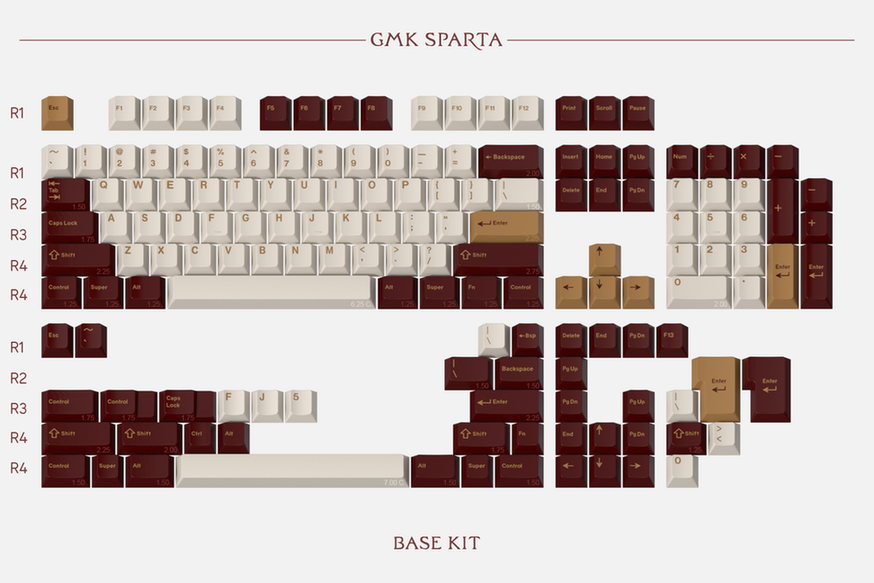 GMK SPARTA
R1 Esc F1 F2 F3 F4 F5 F6 F7 F8 F9 F10 F11 F12 Print Scroll Pause
~ ! @ # $ % ^ & * ( ) — +
R1 ` 1 2 3 4 5 6 7 8 9 0 - = ← Backspace 2.00 Insert Home Pg Up Num ÷ × −
R2 Tab 1.50 Q W E R T Y U I O P { [ } ] | \ 1.50 Delete End Pg Dn 7 8 9 + −
R3 Caps Lock 1.75 A S D F G H J K L : ; " ' Enter 4 5 6 +
R4 Shift 2.25 Z X C V B N M < , > . ? / Shift 2.75 ↑ 1 2 3 Enter Enter
R4 Control 1.25 Super 1.25 Alt 1.25 6.25 C Alt 1.25 Super 1.25 Fn 1.25 Control 1.25 ← ↓ → 0 2.00 .
R1 Esc ~ ` | \ ←Bsp Delete End Pg Dn F13
R2 | \ 1.50 Backspace 1.50 Pg Up Enter Enter
R3 Control Control Caps Lock F J 5 Enter 2.25 Pg Dn Pg Up | \
R4 Shift 2.25 Shift 2.00 Ctrl Alt Shift 1.75 Fn End ↑ Pg Dn Shift 1.25 > <
R4 Control 1.50 Super Alt 1.50 7.00 C Alt 1.50 Super Control 1.50 ← ↓ → 0
BASE KIT